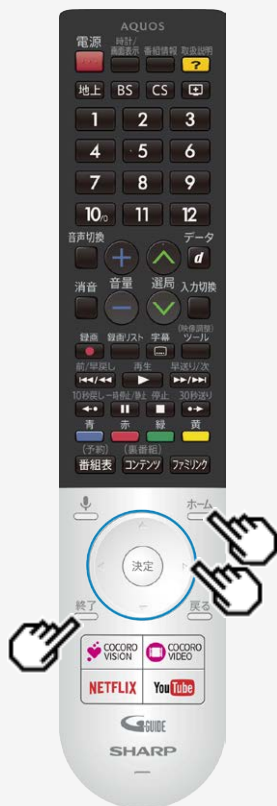 AQUOS
電源 時計/画面表示 番組情報 取扱説明
?
地上 BS CS
1 2 3
4 5 6
7 8 9
10/0 11 12
音声切換 データ
+ d
消音 音量 選局 入力切換
−
(映像調整)
録画 録画リスト 字幕 ツール
前/早戻し 再生 早送り/次
10秒戻し 一時停止/静止 停止 30秒送り
青 赤 緑 黄
(予約) (裏番組)
番組表 コンテンツ ファミリンク
ホーム
決定
終了 戻る
COCORO VISION COCORO VIDEO
NETFLIX YouTube
G-GUIDE
SHARP